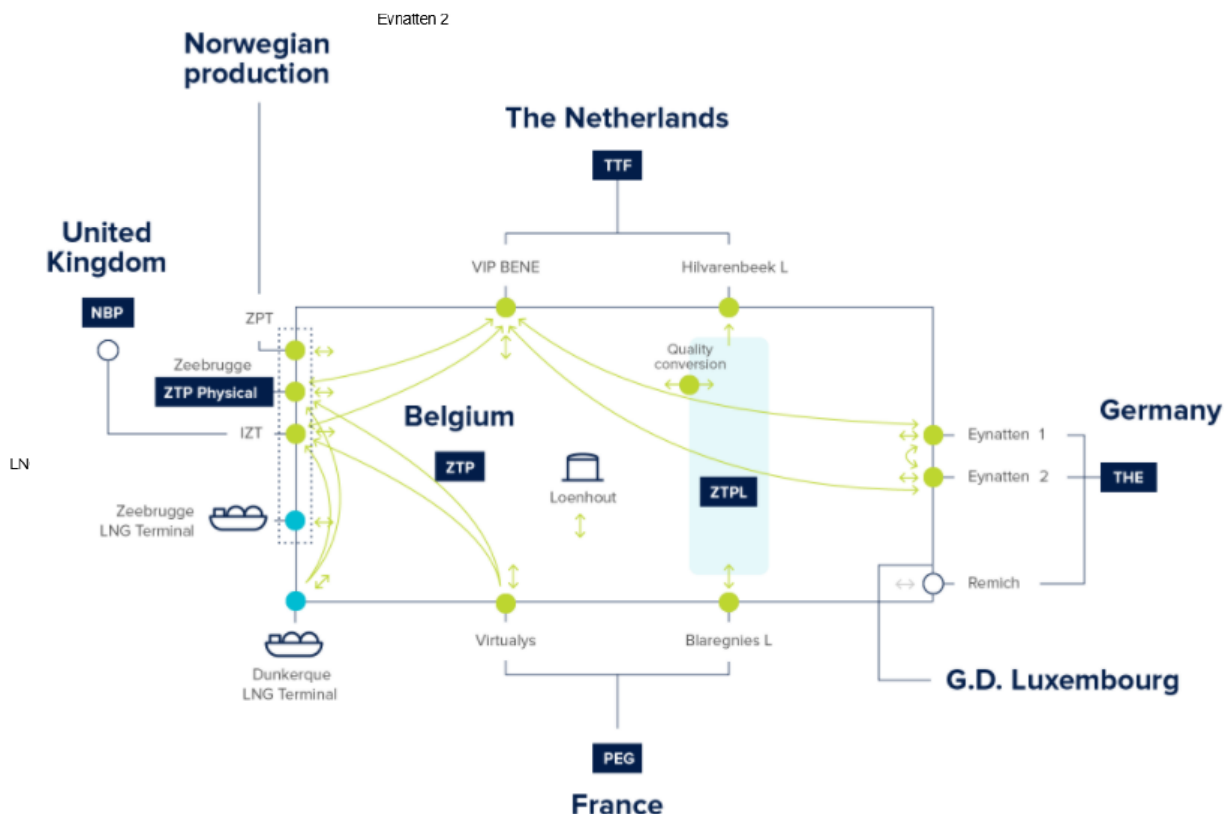 Eynatten 2
Norwegian
production
The Netherlands
TTF
United
Kingdom
NBP
VIP BENE
Hilvarenbeek L
ZPT
Zeebrugge
ZTP Physical
IZT
Quality
conversion
Belgium
ZTP
Loenhout
ZTPL
Germany
Eynatten 1
Eynatten 2
THE
LN
Zeebrugge
LNG Terminal
Remich
Virtualys
Blaregnies L
Dunkerque
LNG Terminal
G.D. Luxembourg
PEG
France